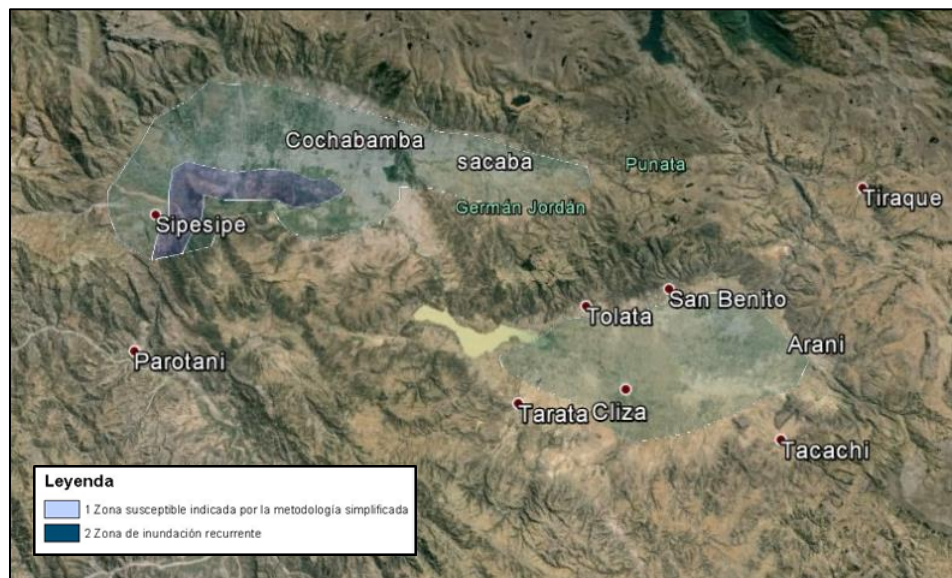 Cochabamba
sacaba
Punata
Tiraque
Germán Jordán
Sipesipe
San Benito
Tolata
Arani
Parotani
Tarata
Cliza
Tacachi
Leyenda
1 Zona susceptible indicada por la metodología simplificada
2 Zona de inundación recurrente